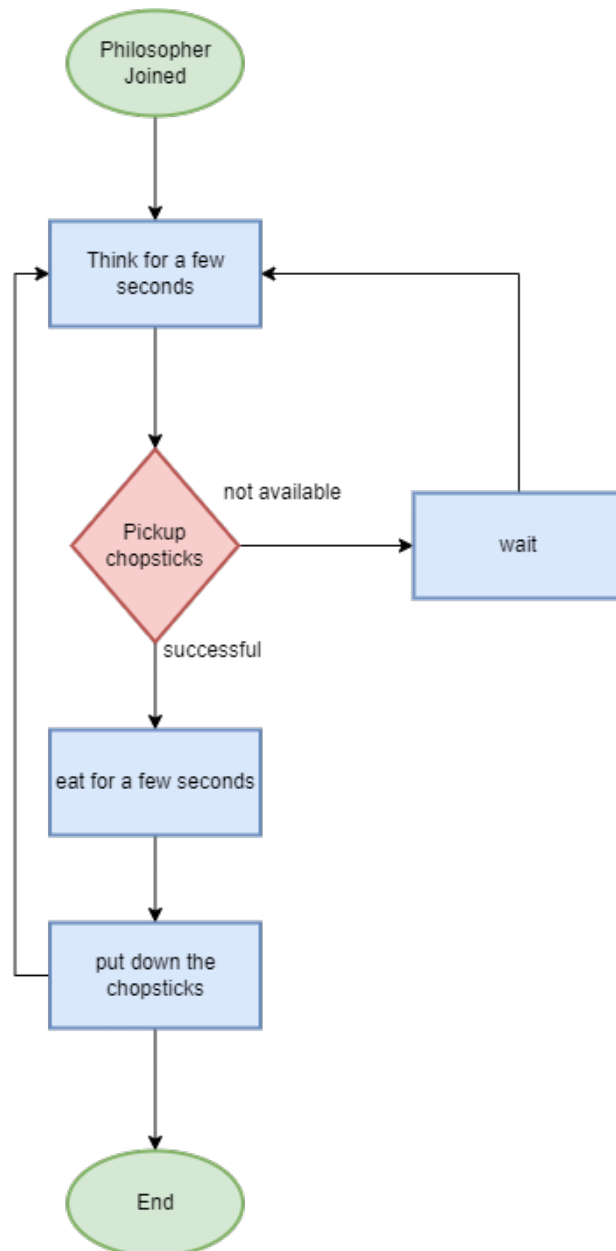 Philosopher
Joined
Think for a few
seconds
not available
Pickup
chopsticks
wait
successful
eat for a few seconds
put down the
chopsticks
End